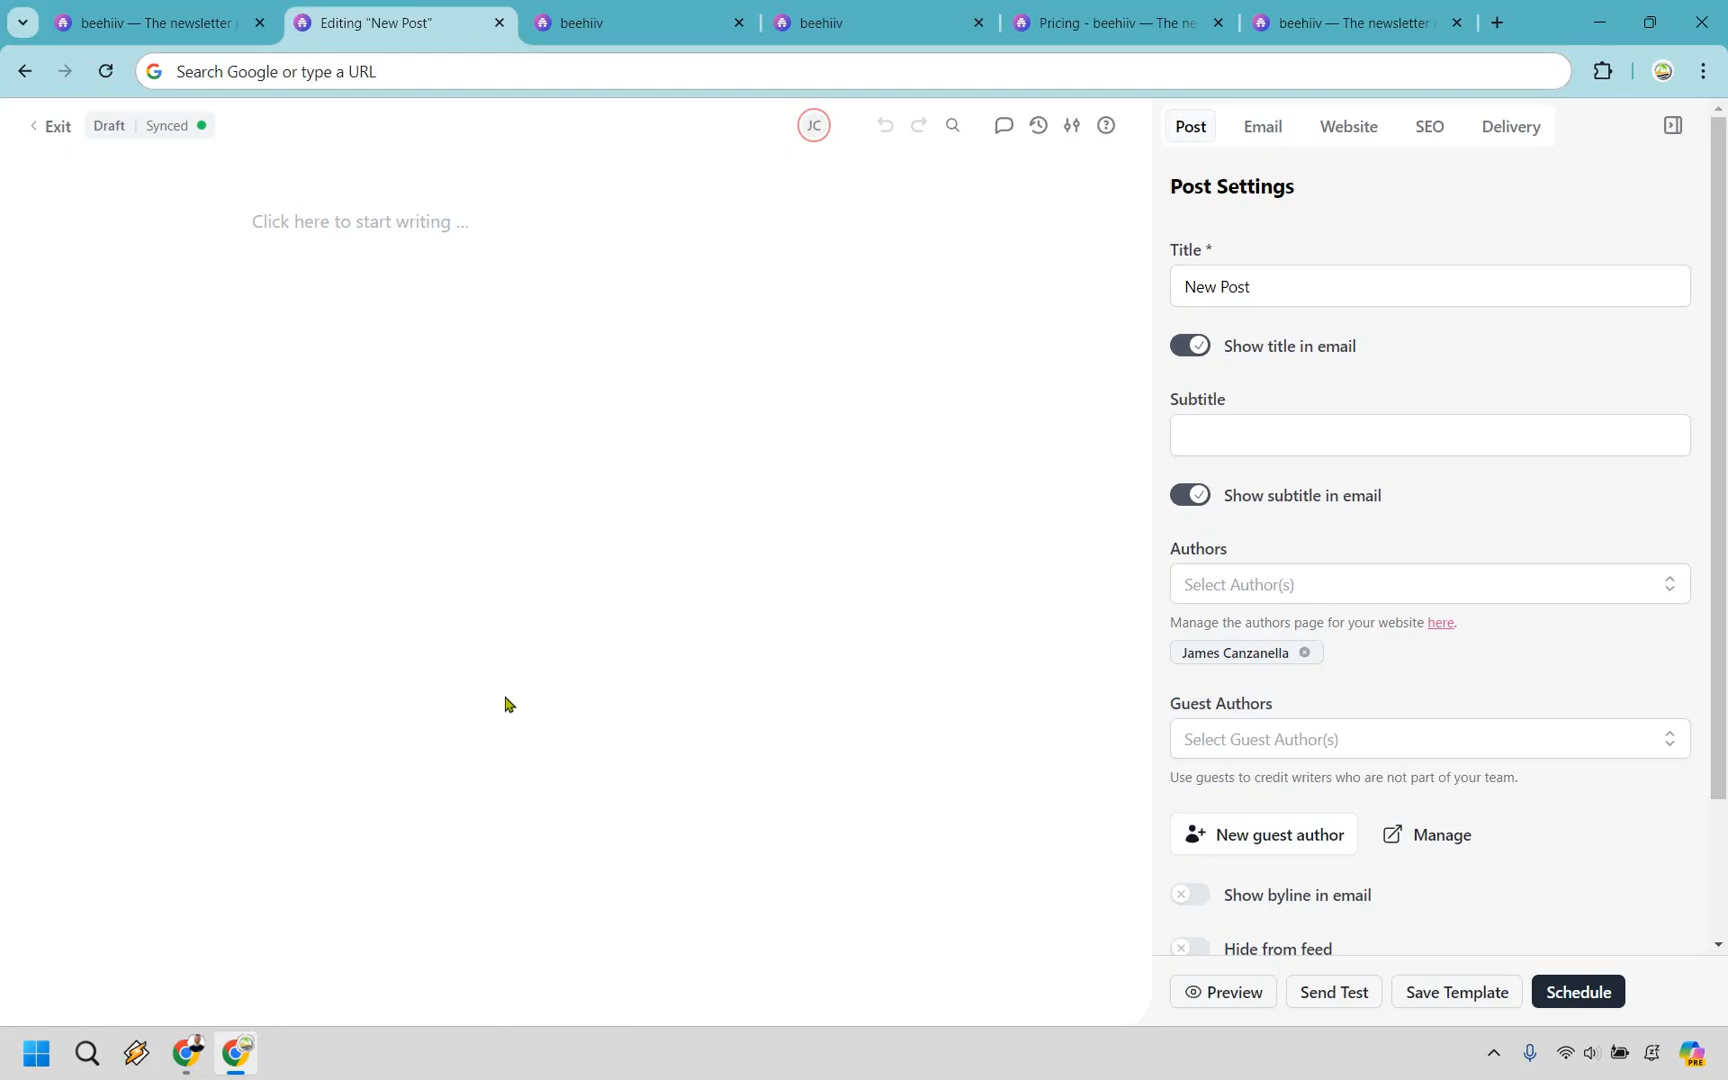 beehiiv — The newsletter
Editing "New Post"
beehiiv
beehiiv
Pricing - beehiiv — The ne
beehiiv — The newsletter
Search Google or type a URL
Exit
Draft
Synced
JC
Post
Email
Website
SEO
Delivery
Post Settings
Click here to start writing ...
Title *
New Post
Show title in email
Subtitle
Show subtitle in email
Authors
Select Author(s)
Manage the authors page for your website here.
James Canzanella
Guest Authors
Select Guest Author(s)
Use guests to credit writers who are not part of your team.
New guest author
Manage
Show byline in email
Hide from feed
Preview
Send Test
Save Template
Schedule
PRE